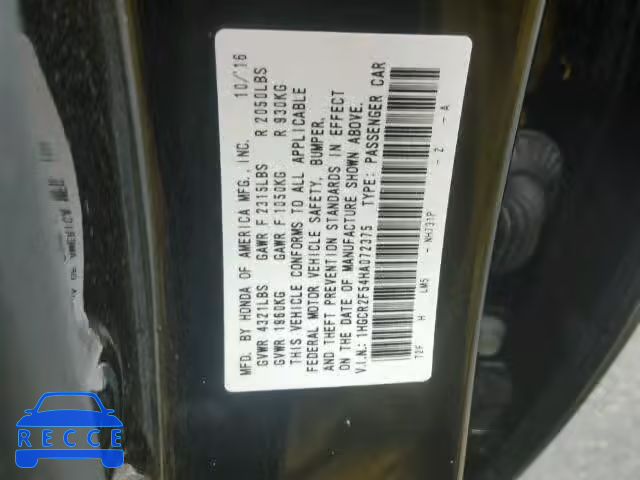 MFD. BY HONDA OF AMERICA MFG., INC. 10/'16
GVWR 4321LBS GAWR F 2315LBS R 2050LBS
GVWR 1960KG GAWR F 1050KG R 930KG
THIS VEHICLE CONFORMS TO ALL APPLICABLE
FEDERAL MOTOR VEHICLE SAFETY, BUMPER,
AND THEFT PREVENTION STANDARDS IN EFFECT
ON THE DATE OF MANUFACTURE SHOWN ABOVE.
V.I.N.: 1HGCR2F54HA072375 TYPE: PASSENGER CAR
T2F H LM5 - NH731P - Z - A
RECCE